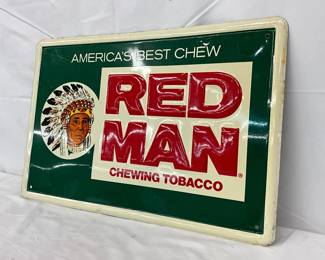 AMERICA'S BEST CHEW
RED
MAN®
CHEWING TOBACCO